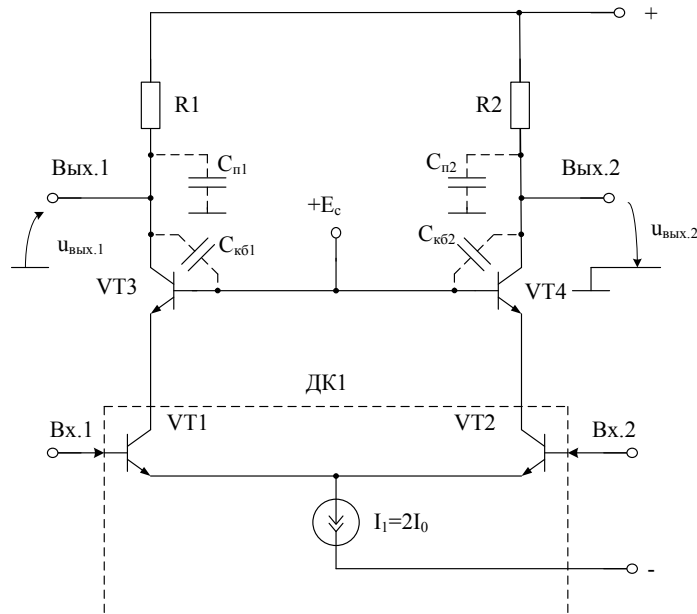 +
R1
R2
Вых.1
Cп1
Cп2
Вых.2
+Eс
uвых.1
Cкб1
Cкб2
uвых.2
VT3
VT4
ДК1
VT1
VT2
Вх.1
Вх.2
I1=2I0
-